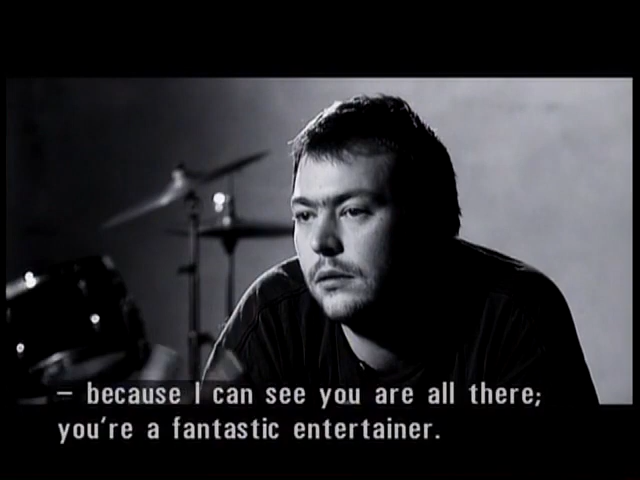 – because I can see you are all there;
you're a fantastic entertainer.